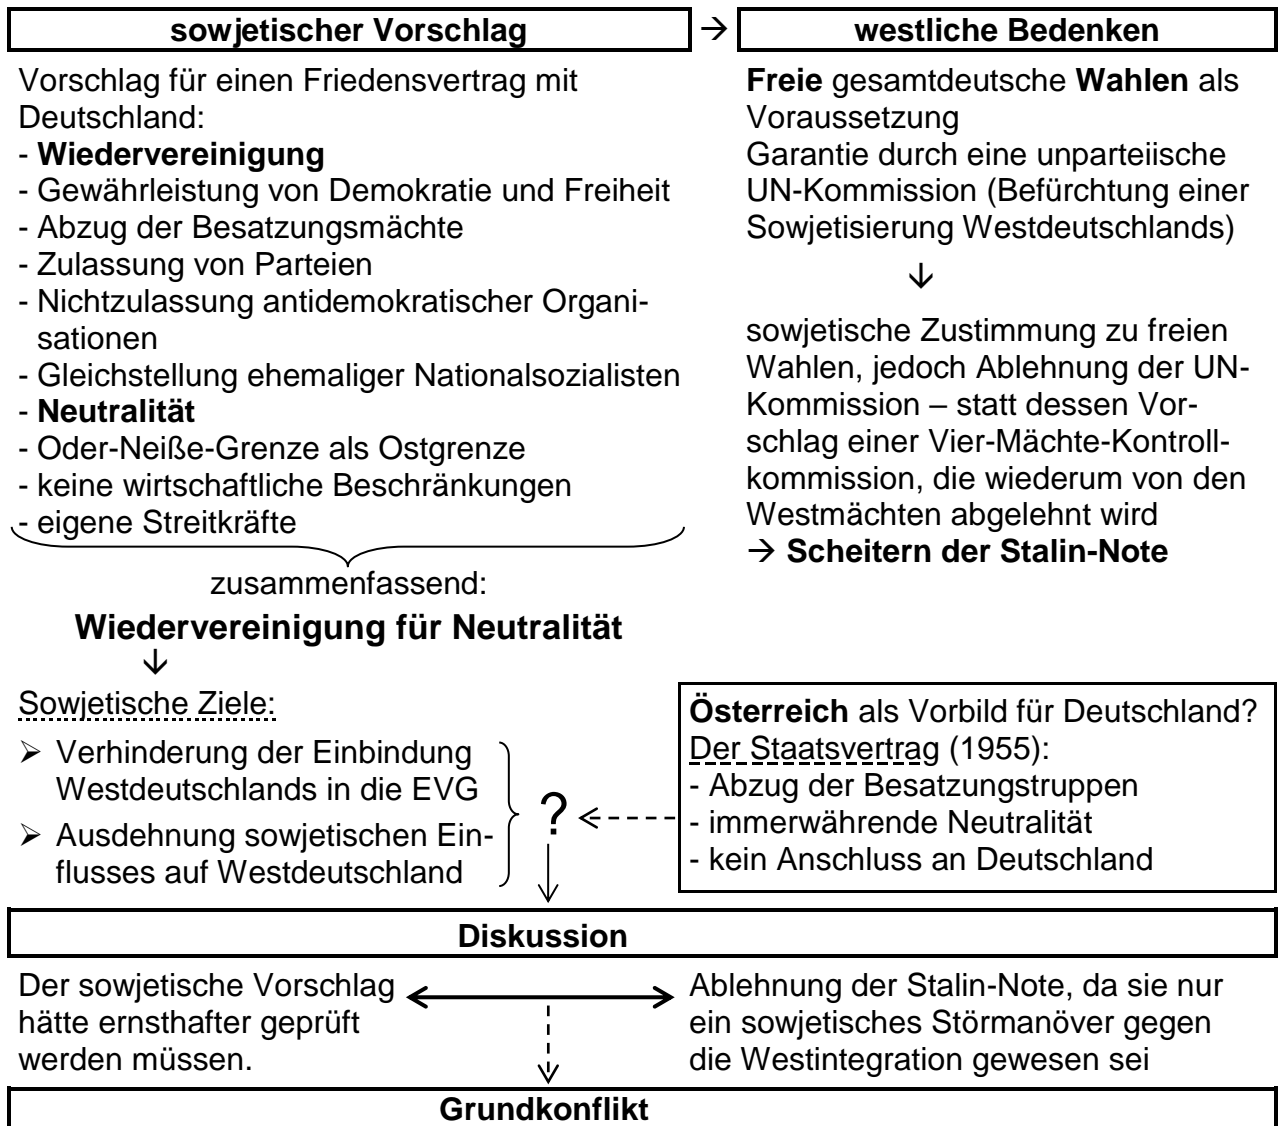 sowjetischer Vorschlag → westliche Bedenken
Vorschlag für einen Friedensvertrag mit
Deutschland:
- Wiedervereinigung
- Gewährleistung von Demokratie und Freiheit
- Abzug der Besatzungsmächte
- Zulassung von Parteien
- Nichtzulassung antidemokratischer Organi-
sationen
- Gleichstellung ehemaliger Nationalsozialisten
- Neutralität
- Oder-Neiße-Grenze als Ostgrenze
- keine wirtschaftliche Beschränkungen
- eigene Streitkräfte
zusammenfassend:
Wiedervereinigung für Neutralität
↓
Freie gesamtdeutsche Wahlen als
Voraussetzung
Garantie durch eine unparteiische
UN-Kommission (Befürchtung einer
Sowjetisierung Westdeutschlands)
↓
sowjetische Zustimmung zu freien
Wahlen, jedoch Ablehnung der UN-
Kommission – statt dessen Vor-
schlag einer Vier-Mächte-Kontroll-
kommission, die wiederum von den
Westmächten abgelehnt wird
→ Scheitern der Stalin-Note
Sowjetische Ziele:
➢ Verhinderung der Einbindung
Westdeutschlands in die EVG
➢ Ausdehnung sowjetischen Ein-
flusses auf Westdeutschland
?
Österreich als Vorbild für Deutschland?
Der Staatsvertrag (1955):
- Abzug der Besatzungstruppen
- immerwährende Neutralität
- kein Anschluss an Deutschland
Diskussion
Der sowjetische Vorschlag
hätte ernsthafter geprüft
werden müssen.
Ablehnung der Stalin-Note, da sie nur
ein sowjetisches Störmanöver gegen
die Westintegration gewesen sei
Grundkonflikt